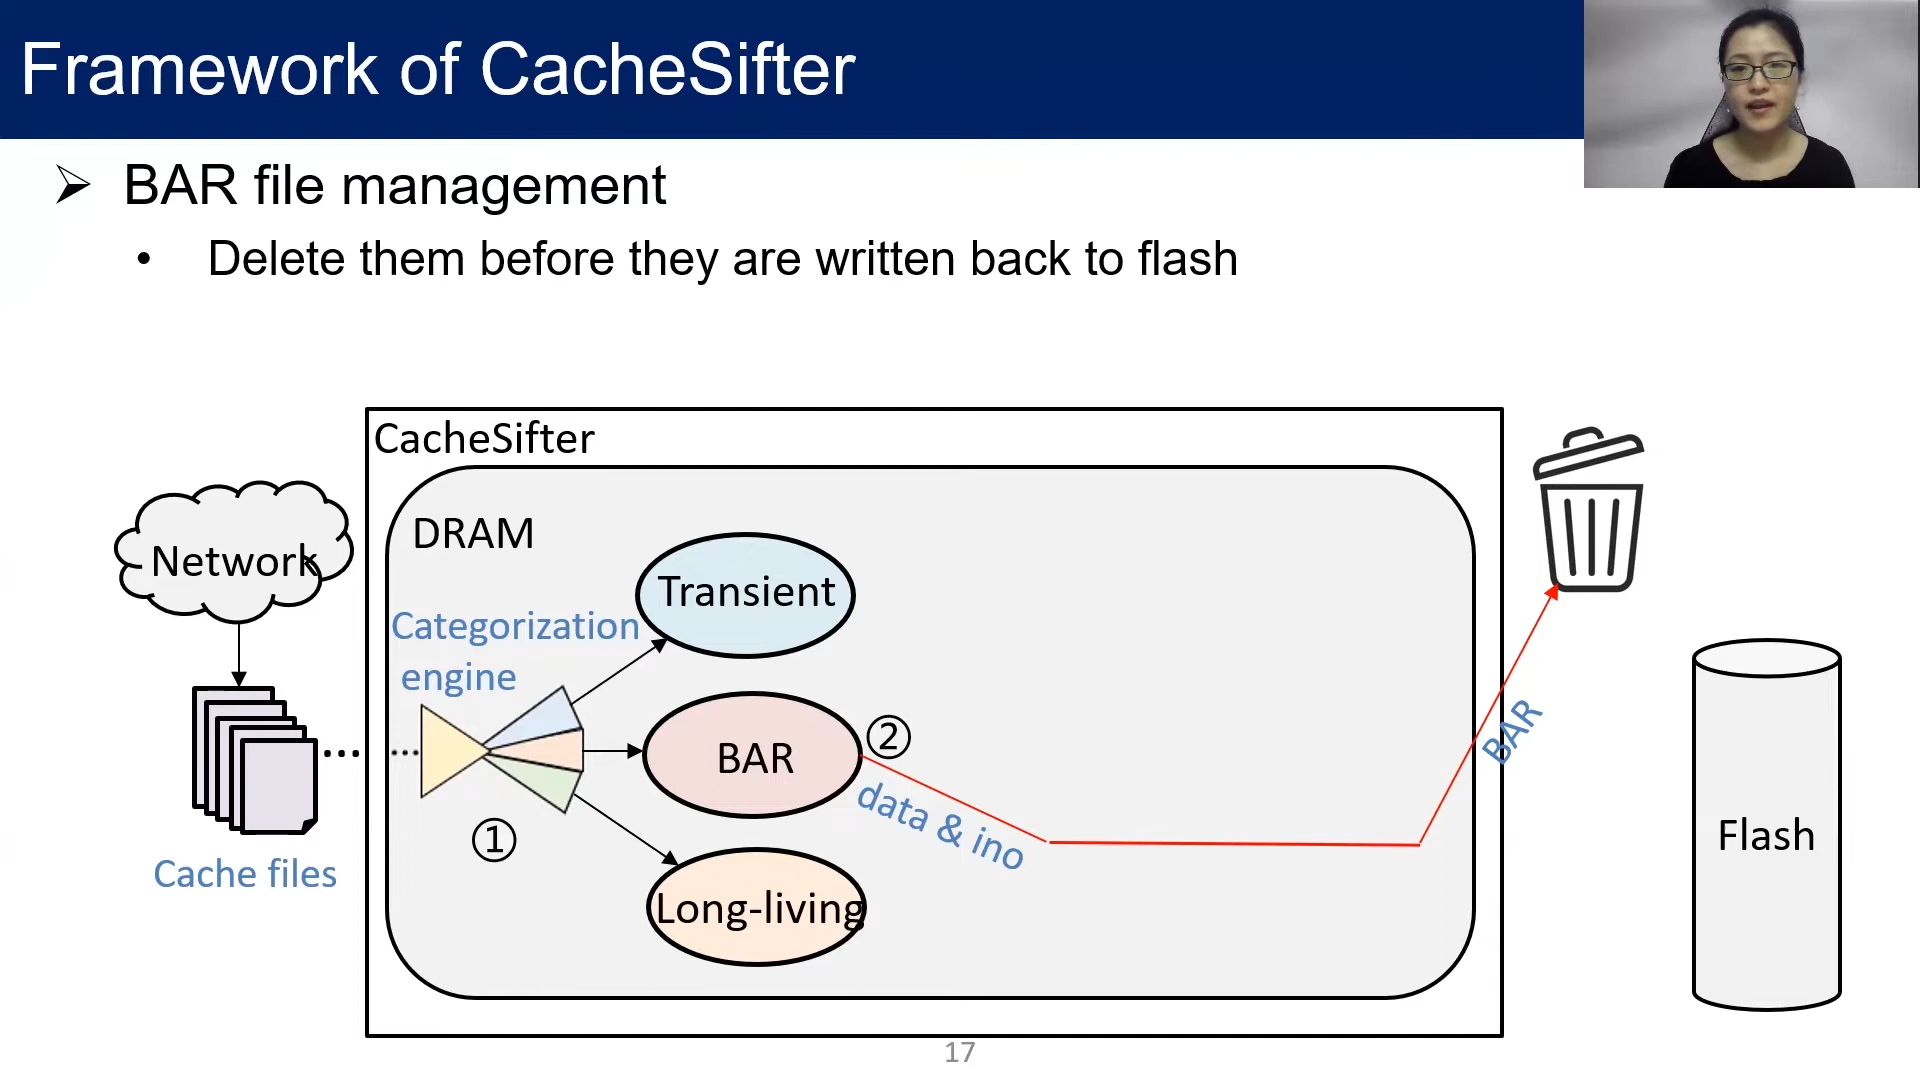 Framework of CacheSifter
➢ BAR file management
• Delete them before they are written back to flash
CacheSifter
DRAM
Network
Transient
Categorization
engine
BAR
②
data & ino
BAR
①
Cache files
Long-living
Flash
17